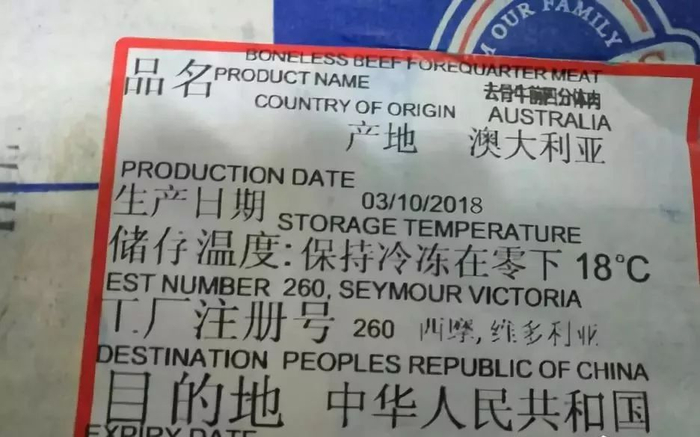 M OUR FAMILY
BONELESS BEEF FOREQUARTER MEAT
品名 PRODUCT NAME 去骨牛前四分体肉
COUNTRY OF ORIGIN AUSTRALIA
产地 澳大利亚
PRODUCTION DATE
生产日期 03/10/2018
STORAGE TEMPERATURE
储存温度:保持冷冻在零下 18°C
EST NUMBER 260, SEYMOUR VICTORIA
工厂注册号 260 西摩,维多利亚
DESTINATION PEOPLES REPUBLIC OF CHINA
目的地 中华人民共和国
EXPIRY DATE